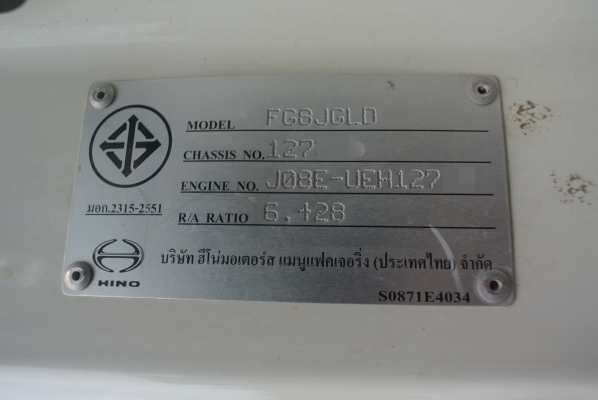 MODEL FG8JGLD
CHASSIS NO. 127
ENGINE NO. J08E-UEH127
มอก.2315-2551
R/A RATIO 6.428
HINO
บริษัท ฮีโน่มอเตอร์ส แมนูแฟคเจอริ่ง (ประเทศไทย) จำกัด
S0871E4034